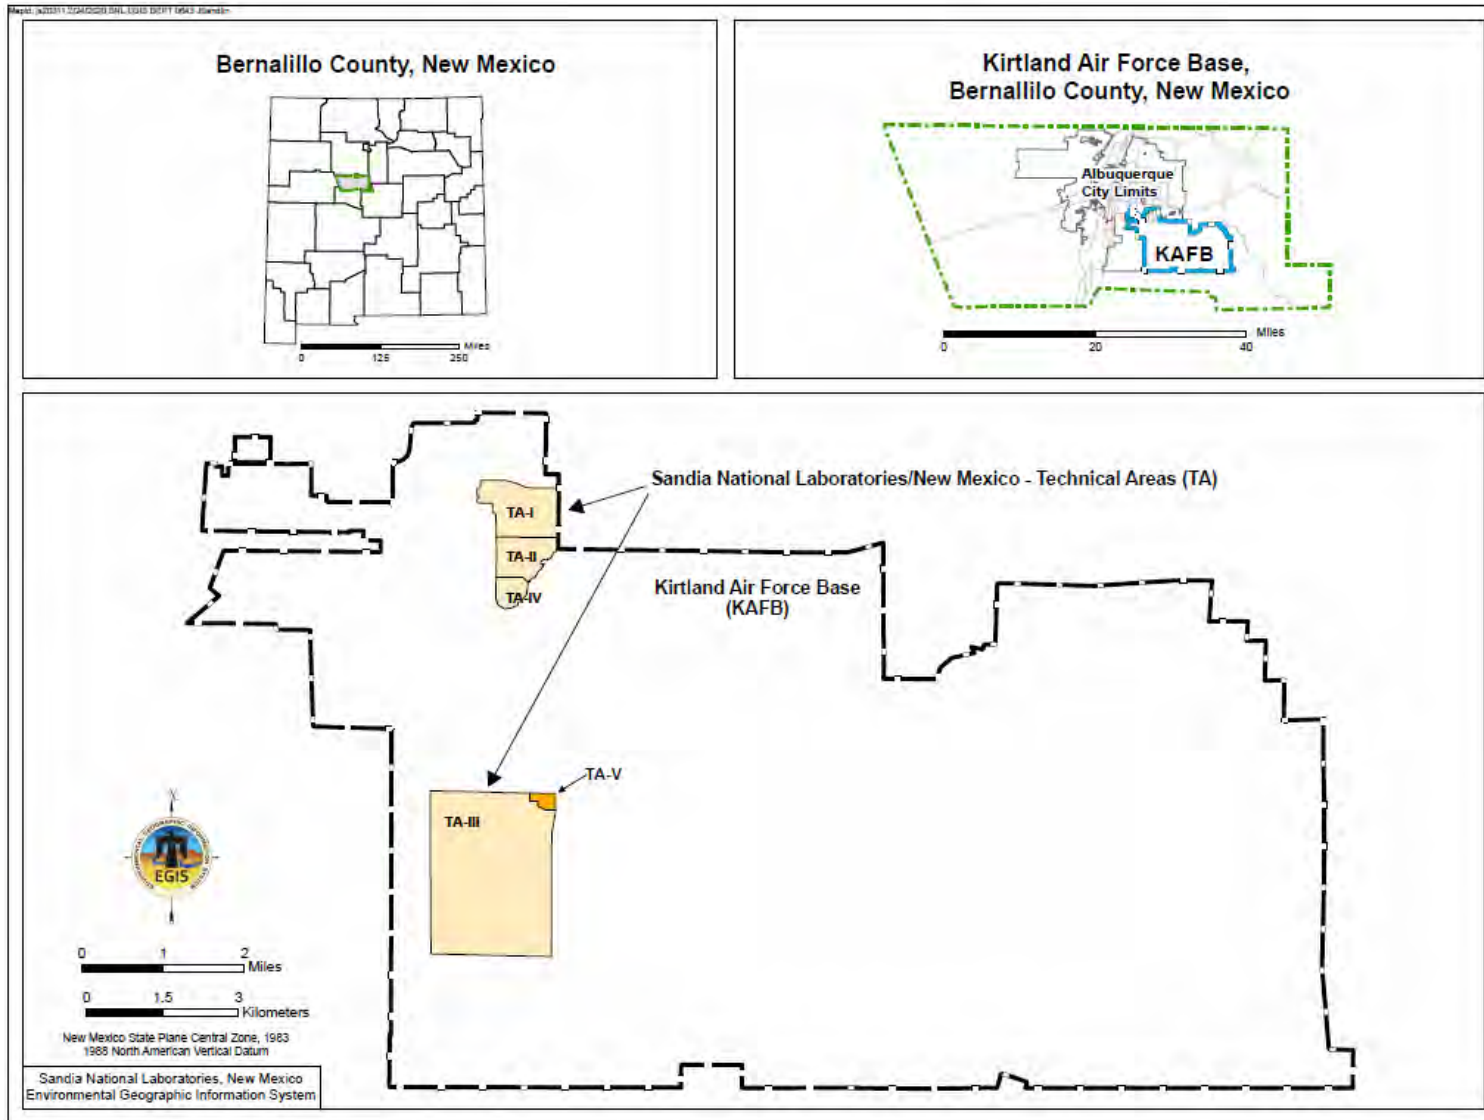 Bernalillo County, New Mexico
0
125
250
Miles
Kirtland Air Force Base,
Bernallilo County, New Mexico
Albuquerque
City Limits
KAFB
0
20
40
Miles
Sandia National Laboratories/New Mexico - Technical Areas (TA)
TA-I
TA-II
TA-IV
Kirtland Air Force Base
(KAFB)
TA-V
TA-III
EGIS
0
1
2
Miles
0
1.5
3
Kilometers
New Mexico State Plane Central Zone, 1983
1988 North American Vertical Datum
Sandia National Laboratories, New Mexico
Environmental Geographic Information System